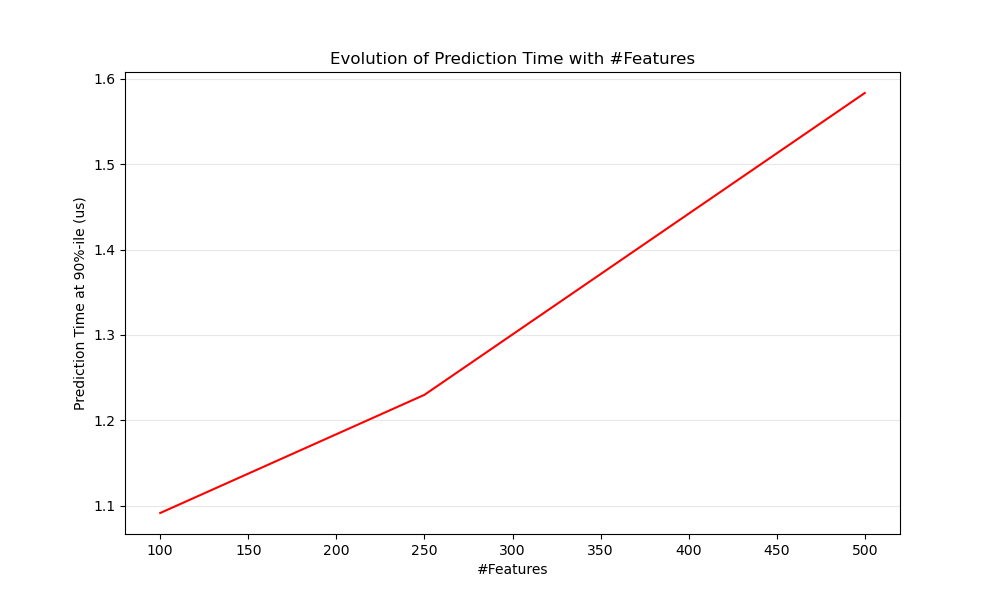 Evolution of Prediction Time with #Features
Prediction Time at 90%-ile (us)
1.6
1.5
1.4
1.3
1.2
1.1
100 150 200 250 300 350 400 450 500
#Features